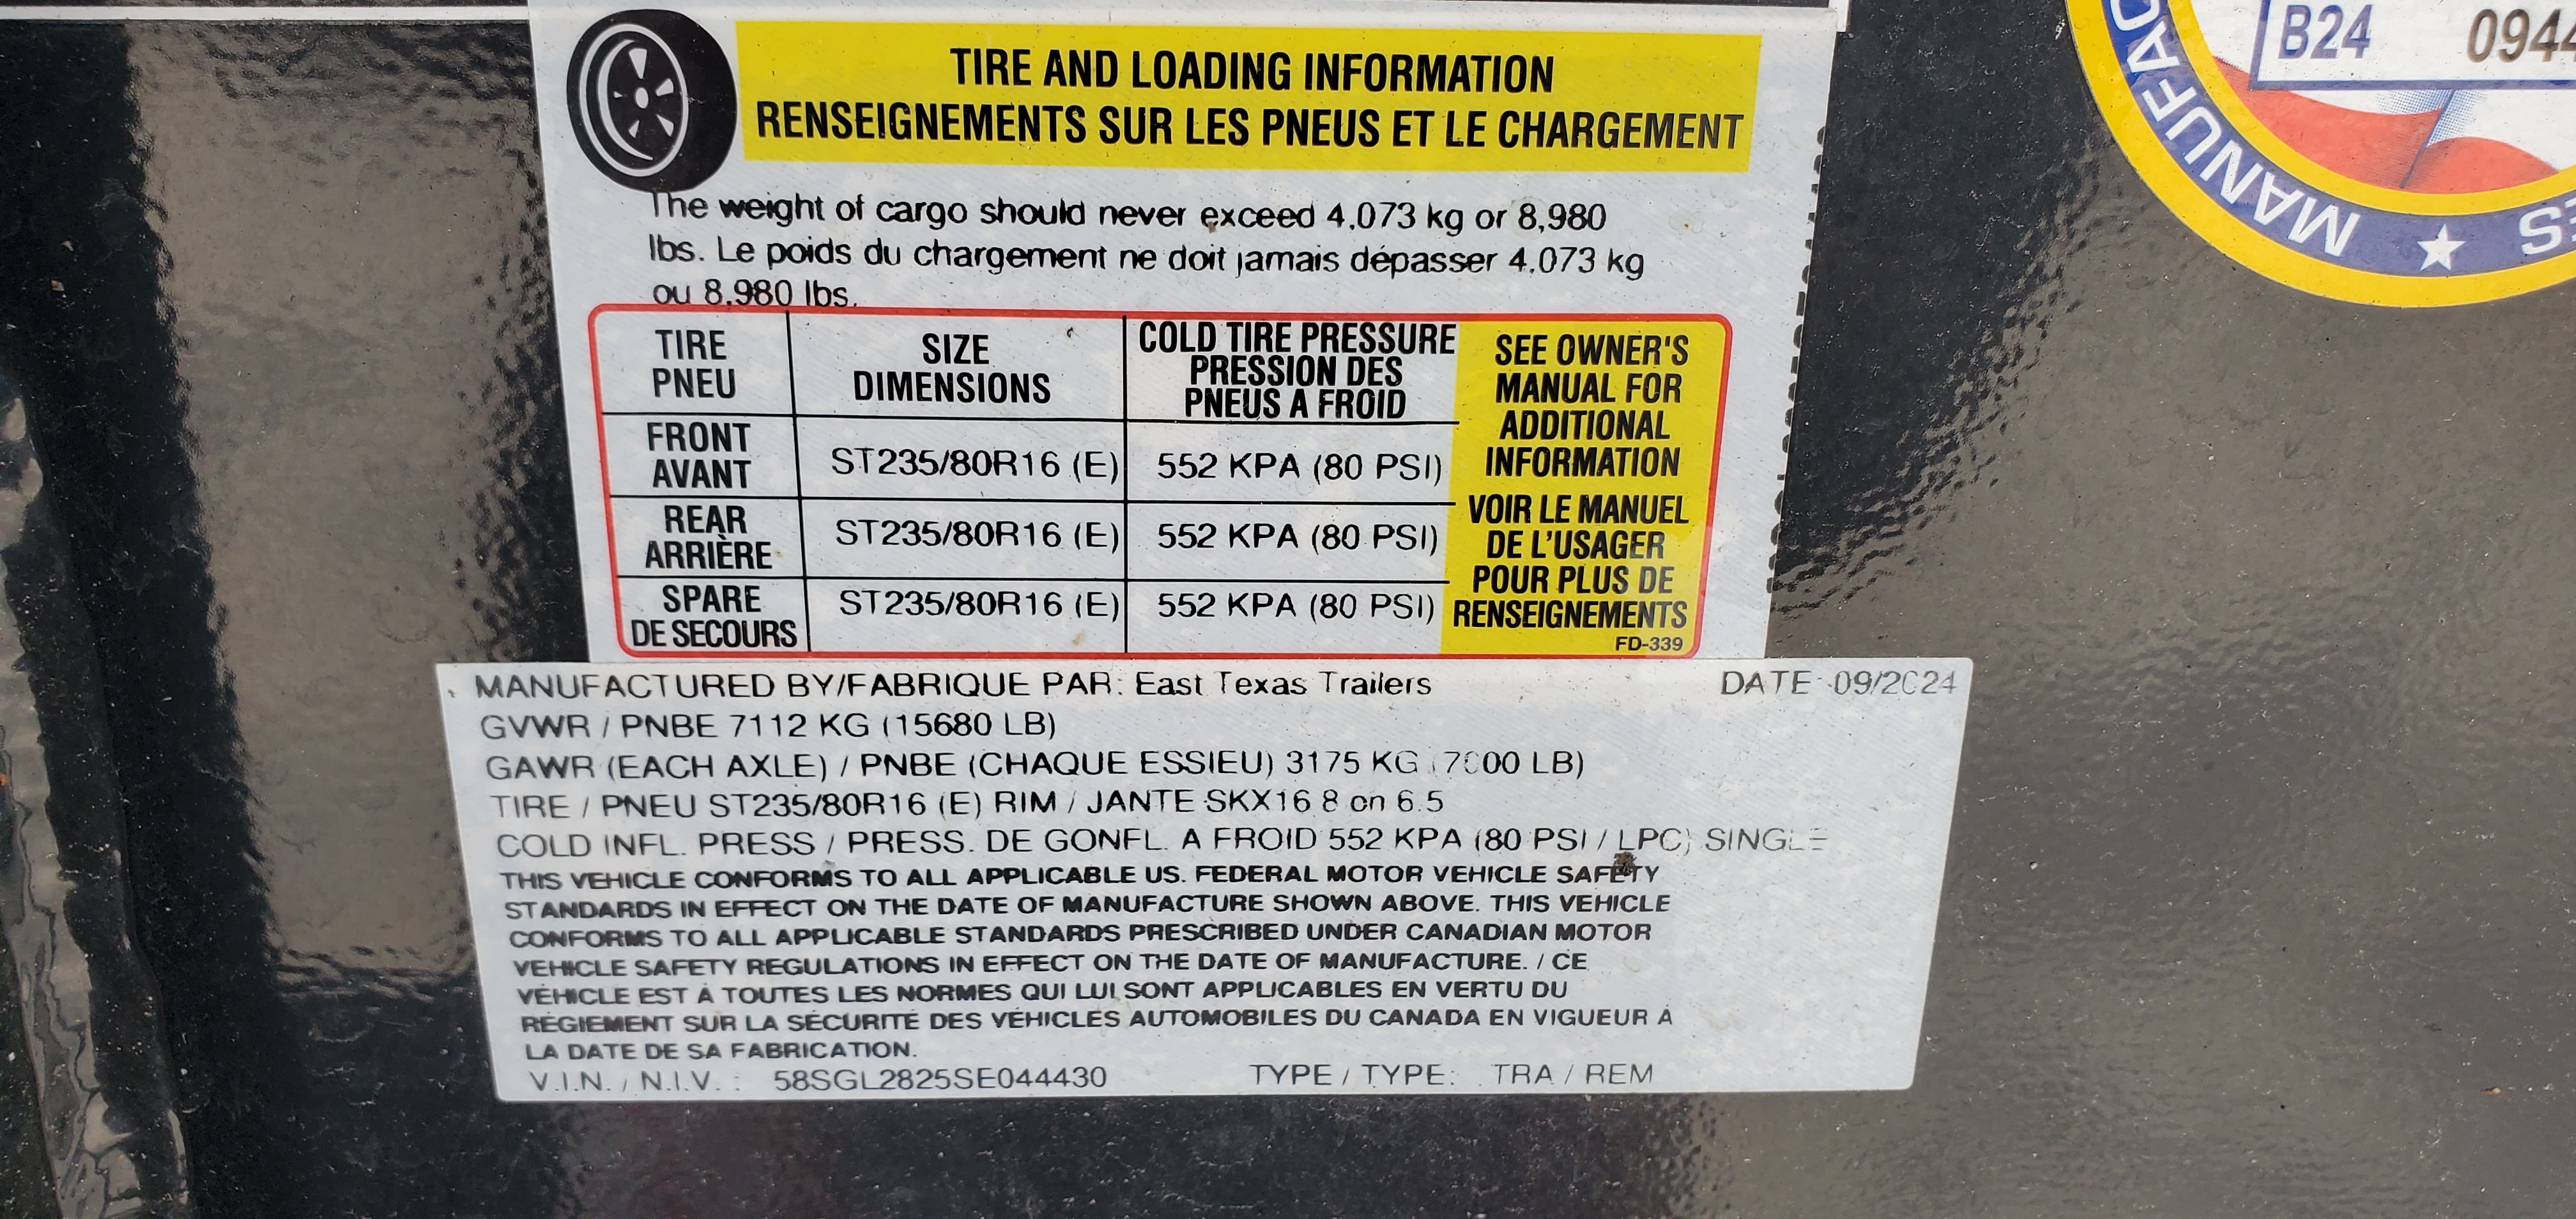 TIRE AND LOADING INFORMATION
RENSEIGNEMENTS SUR LES PNEUS ET LE CHARGEMENT
The weight of cargo should never exceed 4,073 kg or 8,980
lbs. Le poids du chargement ne doit jamais dépasser 4,073 kg
ou 8,980 lbs.
TIRE
PNEU
SIZE
DIMENSIONS
COLD TIRE PRESSURE
PRESSION DES
PNEUS A FROID
FRONT
AVANT
ST235/80R16 (E)
552 KPA (80 PSI)
REAR
ARRIÈRE
ST235/80R16 (E)
552 KPA (80 PSI)
SPARE
DE SECOURS
ST235/80R16 (E)
552 KPA (80 PSI)
SEE OWNER'S
MANUAL FOR
ADDITIONAL
INFORMATION
VOIR LE MANUEL
DE L'USAGER
POUR PLUS DE
RENSEIGNEMENTS
FD-339
MANUFACTURED BY/FABRIQUE PAR: East Texas Trailers DATE: 09/2024
GVWR / PNBE 7112 KG (15680 LB)
GAWR (EACH AXLE) / PNBE (CHAQUE ESSIEU) 3175 KG (7000 LB)
TIRE / PNEU ST235/80R16 (E) RIM / JANTE SKX16 8 on 6.5
COLD INFL. PRESS / PRESS. DE GONFL. A FROID 552 KPA (80 PSI / LPC) SINGLE
THIS VEHICLE CONFORMS TO ALL APPLICABLE US. FEDERAL MOTOR VEHICLE SAFETY
STANDARDS IN EFFECT ON THE DATE OF MANUFACTURE SHOWN ABOVE. THIS VEHICLE
CONFORMS TO ALL APPLICABLE STANDARDS PRESCRIBED UNDER CANADIAN MOTOR
VEHICLE SAFETY REGULATIONS IN EFFECT ON THE DATE OF MANUFACTURE. / CE
VÉHICLE EST À TOUTES LES NORMES QUI LUI SONT APPLICABLES EN VERTU DU
RÉGIEMENT SUR LA SÉCURITÉ DES VÉHICLES AUTOMOBILES DU CANADA EN VIGUEUR À
LA DATE DE SA FABRICATION.
V.I.N. / N.I.V. : 58SGL2825SE044430 TYPE / TYPE: TRA / REM
B24 0944
MANUFAC